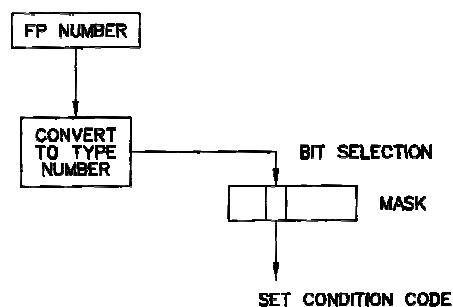 FP NUMBER
CONVERT
TO TYPE
NUMBER
BIT SELECTION
MASK
SET CONDITION CODE